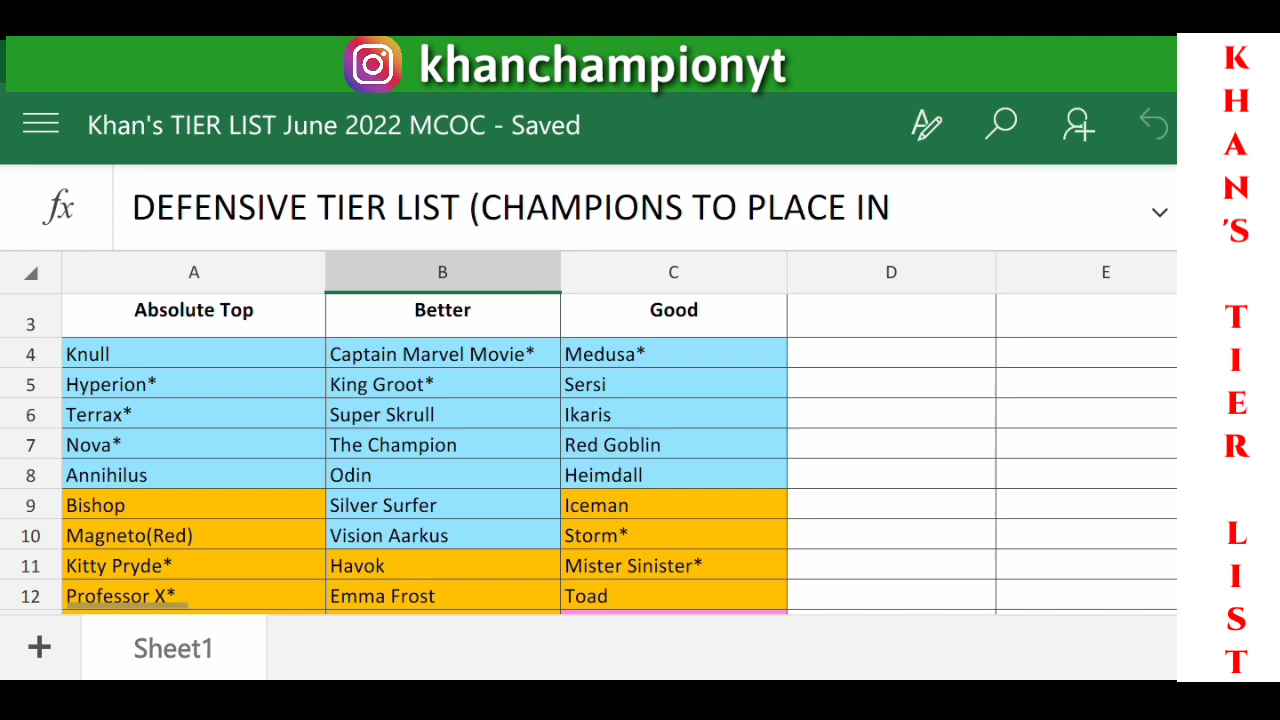 khanchampionyt
Khan's TIER LIST June 2022 MCOC - Saved
fx DEFENSIVE TIER LIST (CHAMPIONS TO PLACE IN
A B C D E
3 Absolute Top Better Good
4 Knull Captain Marvel Movie* Medusa*
5 Hyperion* King Groot* Sersi
6 Terrax* Super Skrull Ikaris
7 Nova* The Champion Red Goblin
8 Annihilus Odin Heimdall
9 Bishop Silver Surfer Iceman
10 Magneto(Red) Vision Aarkus Storm*
11 Kitty Pryde* Havok Mister Sinister*
12 Professor X* Emma Frost Toad
+ Sheet1
KHAN'S TIER LIST